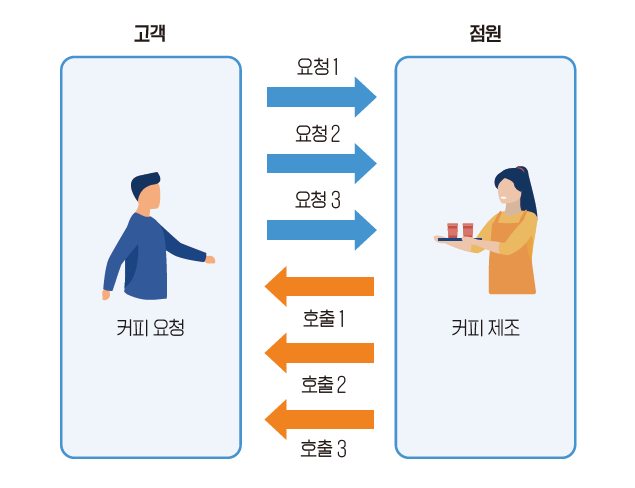 고객
점원
요청 1
요청 2
요청 3
호출 1
호출 2
호출 3
커피 요청
커피 제조